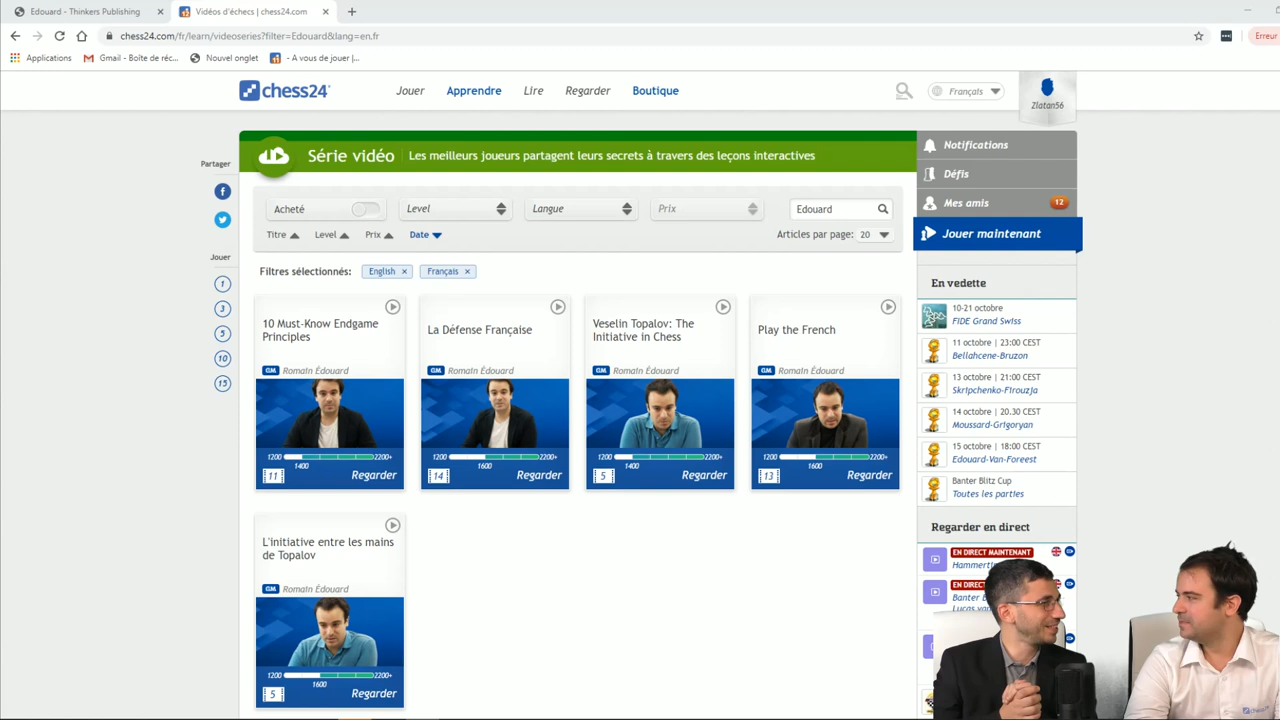 Edouard - Thinkers Publishing
Vidéos d'échecs | chess24.com
chess24.com/fr/learn/videoseries?filter=Edouard&lang=en,fr
Erreur
Applications
Gmail - Boîte de réc...
Nouvel onglet
- A vous de jouer |...
chess24
Jouer
Apprendre
Lire
Regarder
Boutique
Français
Zlatan56
Partager
Série vidéo
Les meilleurs joueurs partagent leurs secrets à travers des leçons interactives
Acheté
Level
Langue
Prix
Edouard
Titre
Level
Prix
Date
Articles par page: 20
Filtres sélectionnés:
English ×
Français ×
Jouer
1
3
5
10
15
10 Must-Know Endgame
Principles
GM Romain Édouard
1200
2200+
1400
11
Regarder
La Défense Française
GM Romain Édouard
1200
2200+
1600
14
Regarder
Veselin Topalov: The
Initiative in Chess
GM Romain Édouard
1200
2200+
1400
5
Regarder
Play the French
GM Romain Édouard
1200
2200+
1600
13
Regarder
L'initiative entre les mains
de Topalov
GM Romain Édouard
1200
2200+
1600
5
Regarder
Notifications
Défis
Mes amis
12
Jouer maintenant
En vedette
10-21 octobre
FIDE Grand Swiss
11 octobre | 23:00 CEST
Bellahcene-Bruzon
13 octobre | 21:00 CEST
Skripchenko-Firouzja
14 octobre | 20.30 CEST
Moussard-Grigoryan
15 octobre | 18:00 CEST
Edouard-Van-Foreest
Banter Blitz Cup
Toutes les parties
Regarder en direct
EN DIRECT MAINTENANT
EN DIRECT
chess24